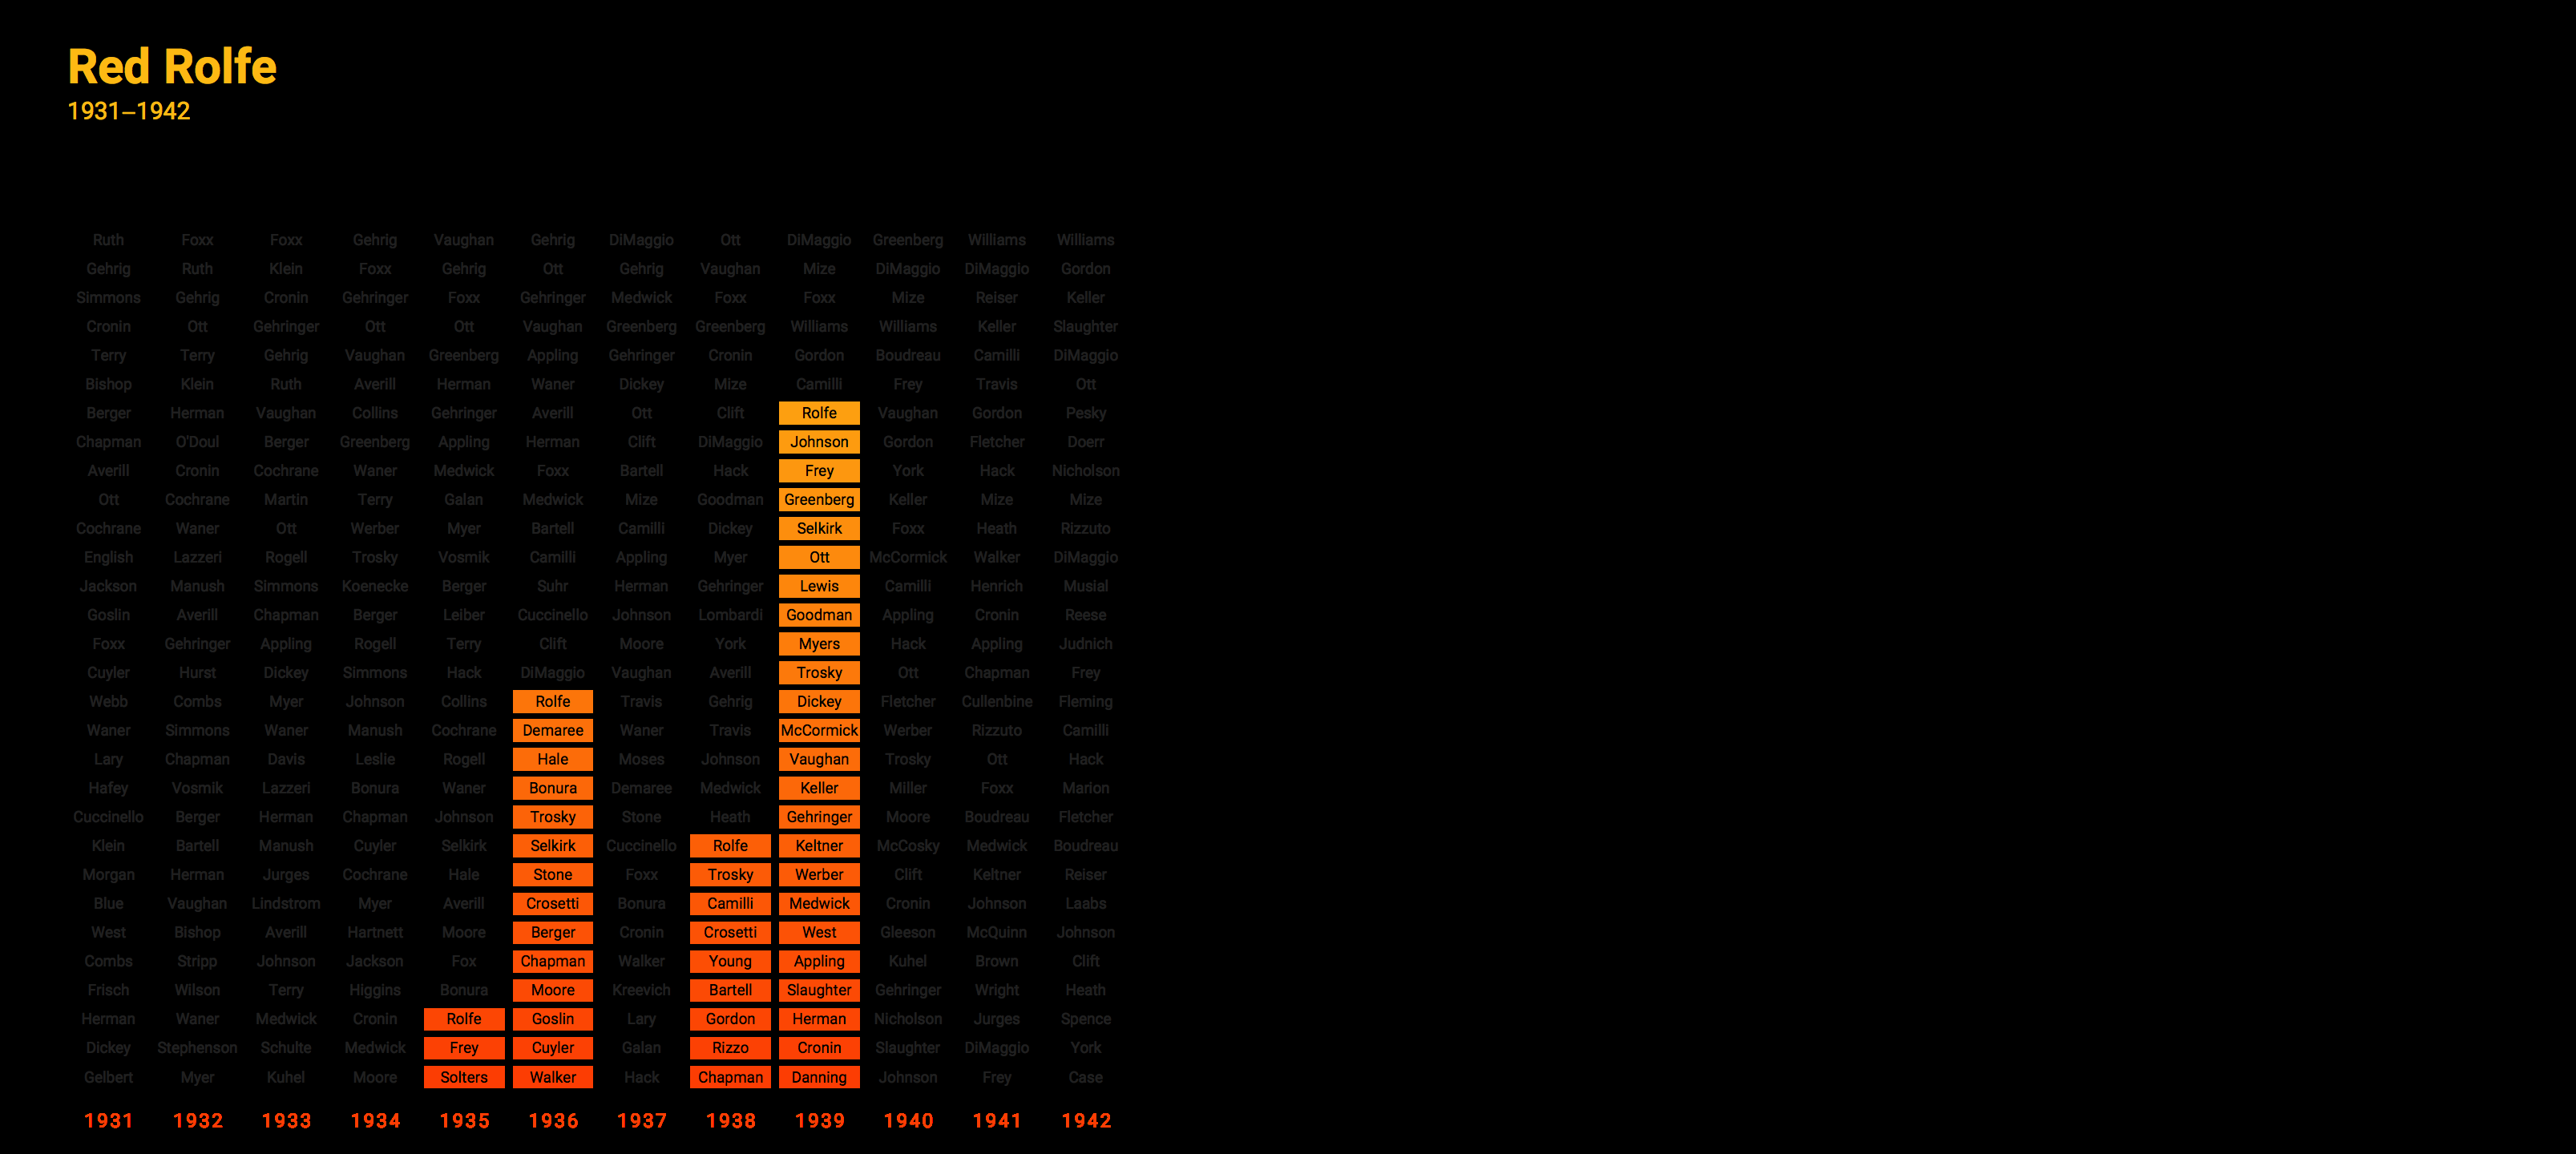 Red Rolfe
1931–1942
Ruth Foxx Foxx Gehrig Vaughan Gehrig DiMaggio Ott DiMaggio Greenberg Williams Williams
Gehrig Ruth Klein Foxx Gehrig Ott Gehrig Vaughan Mize DiMaggio DiMaggio Gordon
Simmons Gehrig Cronin Gehringer Foxx Gehringer Medwick Foxx Foxx Mize Reiser Keller
Cronin Ott Gehringer Ott Ott Vaughan Greenberg Greenberg Williams Williams Keller Slaughter
Terry Terry Gehrig Vaughan Greenberg Appling Gehringer Cronin Gordon Boudreau Camilli DiMaggio
Bishop Klein Ruth Averill Herman Waner Dickey Mize Camilli Frey Travis Ott
Berger Herman Vaughan Collins Gehringer Averill Ott Clift Rolfe Vaughan Gordon Pesky
Chapman O'Doul Berger Greenberg Appling Herman Clift DiMaggio Johnson Gordon Fletcher Doerr
Averill Cronin Cochrane Waner Medwick Foxx Bartell Hack Frey York Hack Nicholson
Ott Cochrane Martin Terry Galan Medwick Mize Goodman Greenberg Keller Mize Mize
Cochrane Waner Ott Werber Myer Bartell Camilli Dickey Selkirk Foxx Heath Rizzuto
English Lazzeri Rogell Trosky Vosmik Camilli Appling Myer Ott McCormick Walker DiMaggio
Jackson Manush Simmons Koenecke Berger Suhr Herman Gehringer Lewis Camilli Henrich Musial
Goslin Averill Chapman Berger Leiber Cuccinello Johnson Lombardi Goodman Appling Cronin Reese
Foxx Gehringer Appling Rogell Terry Clift Moore York Myers Hack Appling Judnich
Cuyler Hurst Dickey Simmons Hack DiMaggio Vaughan Averill Trosky Ott Chapman Frey
Webb Combs Myer Johnson Collins Rolfe Travis Gehrig Dickey Fletcher Cullenbine Fleming
Waner Simmons Waner Manush Cochrane Demaree Waner Travis McCormick Werber Rizzuto Camilli
Lary Chapman Davis Leslie Rogell Hale Moses Johnson Vaughan Trosky Ott Hack
Hafey Vosmik Lazzeri Bonura Waner Bonura Demaree Medwick Keller Miller Foxx Marion
Cuccinello Berger Herman Chapman Johnson Trosky Stone Heath Gehringer Moore Boudreau Fletcher
Klein Bartell Manush Cuyler Selkirk Selkirk Cuccinello Rolfe Keltner McCosky Medwick Boudreau
Morgan Herman Jurges Cochrane Hale Stone Foxx Trosky Werber Clift Keltner Reiser
Blue Vaughan Lindstrom Myer Averill Crosetti Bonura Camilli Medwick Cronin Johnson Laabs
West Bishop Averill Hartnett Moore Berger Cronin Crosetti West Gleeson McQuinn Johnson
Combs Stripp Johnson Jackson Fox Chapman Walker Young Appling Kuhel Brown Clift
Frisch Wilson Terry Higgins Bonura Moore Kreevich Bartell Slaughter Gehringer Wright Heath
Herman Waner Medwick Cronin Rolfe Goslin Lary Gordon Herman Nicholson Jurges Spence
Dickey Stephenson Schulte Medwick Frey Cuyler Galan Rizzo Cronin Slaughter DiMaggio York
Gelbert Myer Kuhel Moore Solters Walker Hack Chapman Danning Johnson Frey Case
1931 1932 1933 1934 1935 1936 1937 1938 1939 1940 1941 1942